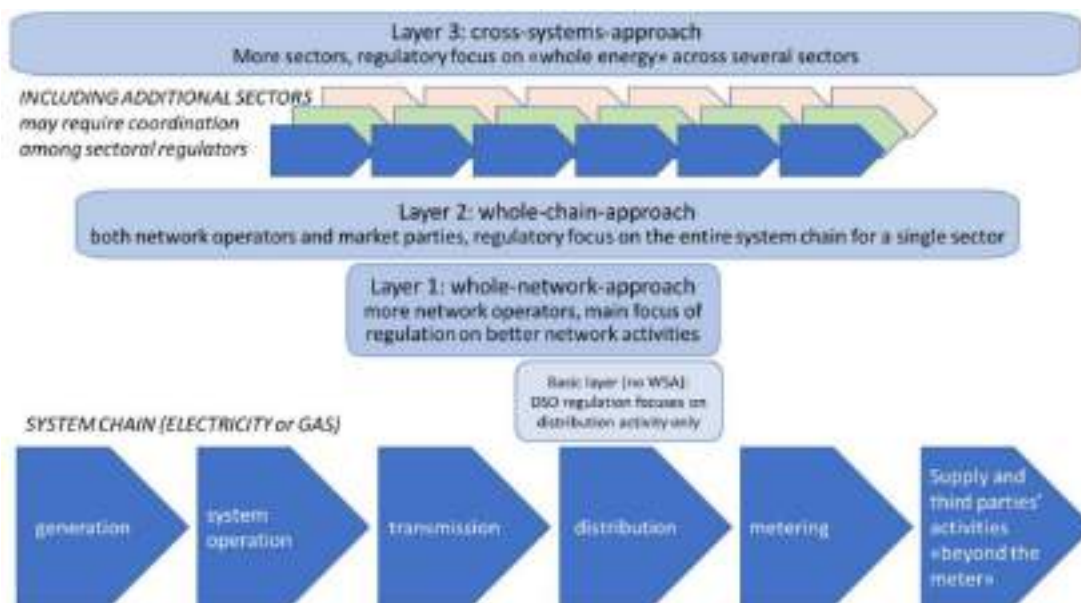 Layer 3: cross-systems-approach
More sectors, regulatory focus on «whole energy» across several sectors
INCLUDING ADDITIONAL SECTORS
may require coordination
among sectoral regulators
Layer 2: whole-chain-approach
both network operators and market parties, regulatory focus on the entire system chain for a single sector
Layer 1: whole-network-approach
more network operators, main focus of
regulation on better network activities
Basic layer (no WSA):
DSO regulation focuses on
distribution activity only
SYSTEM CHAIN (ELECTRICITY or GAS)
generation
system
operation
transmission
distribution
metering
Supply and
third parties'
activities
«beyond the
meter»